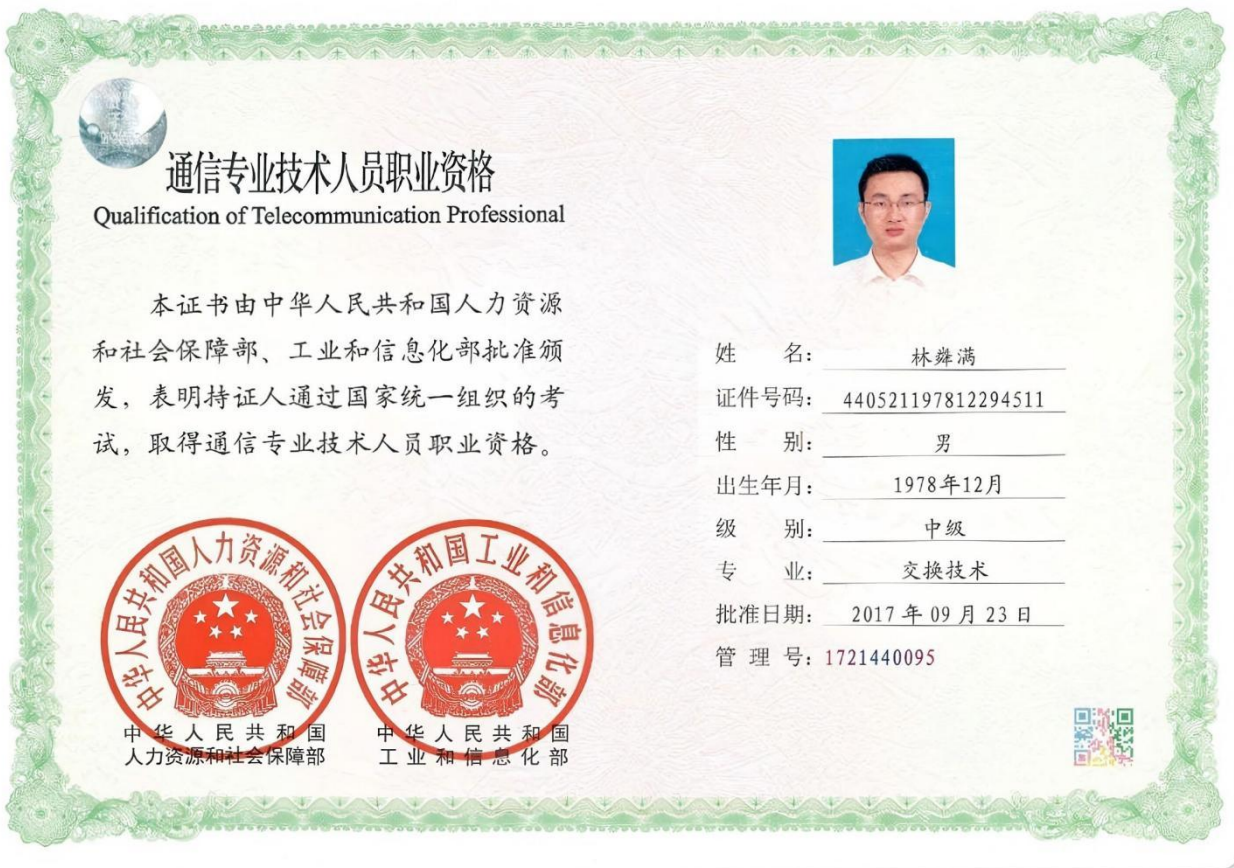 通信专业技术人员职业资格
Qualification of Telecommunication Professional
本证书由中华人民共和国人力资源
和社会保障部、工业和信息化部批准颁
发，表明持证人通过国家统一组织的考
试，取得通信专业技术人员职业资格。
中华人民共和国人力资源和社会保障部
中华人民共和国工业和信息化部
中华人民共和国
人力资源和社会保障部
中华人民共和国
工业和信息化部
姓 名：林彝满
证件号码：440521197812294511
性 别：男
出生年月：1978年12月
级 别：中级
专 业：交换技术
批准日期：2017年09月23日
管 理 号：1721440095